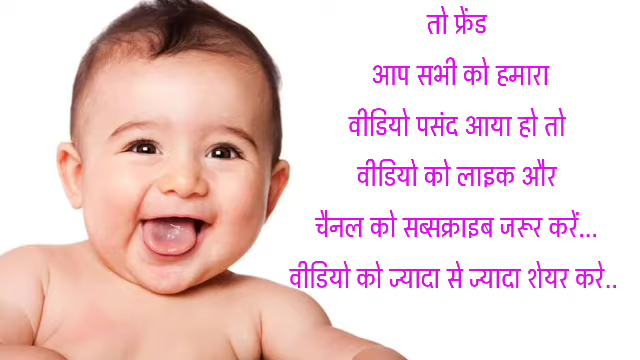 तो फ्रेंड
आप सभी को हमारा
वीडियो पसंद आया हो तो
वीडियो को लाइक और
चैनल को सब्सक्राइब जरूर करें...
वीडियो को ज्यादा से ज्यादा शेयर करे..